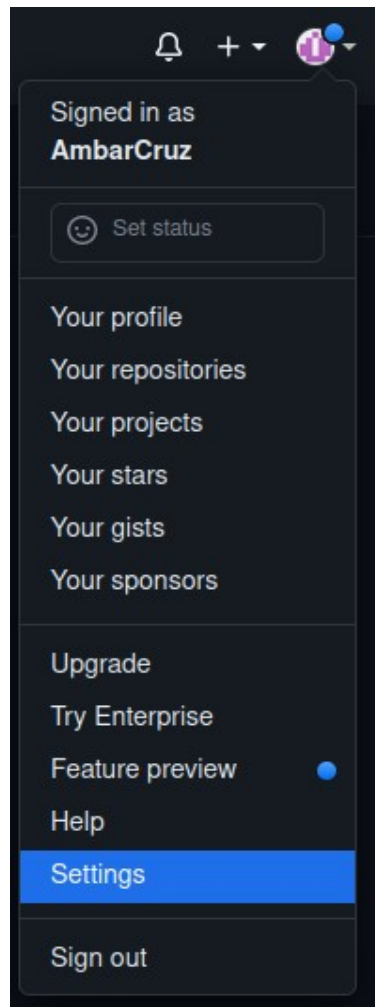 Signed in as
AmbarCruz
Set status
Your profile
Your repositories
Your projects
Your stars
Your gists
Your sponsors
Upgrade
Try Enterprise
Feature preview
Help
Settings
Sign out